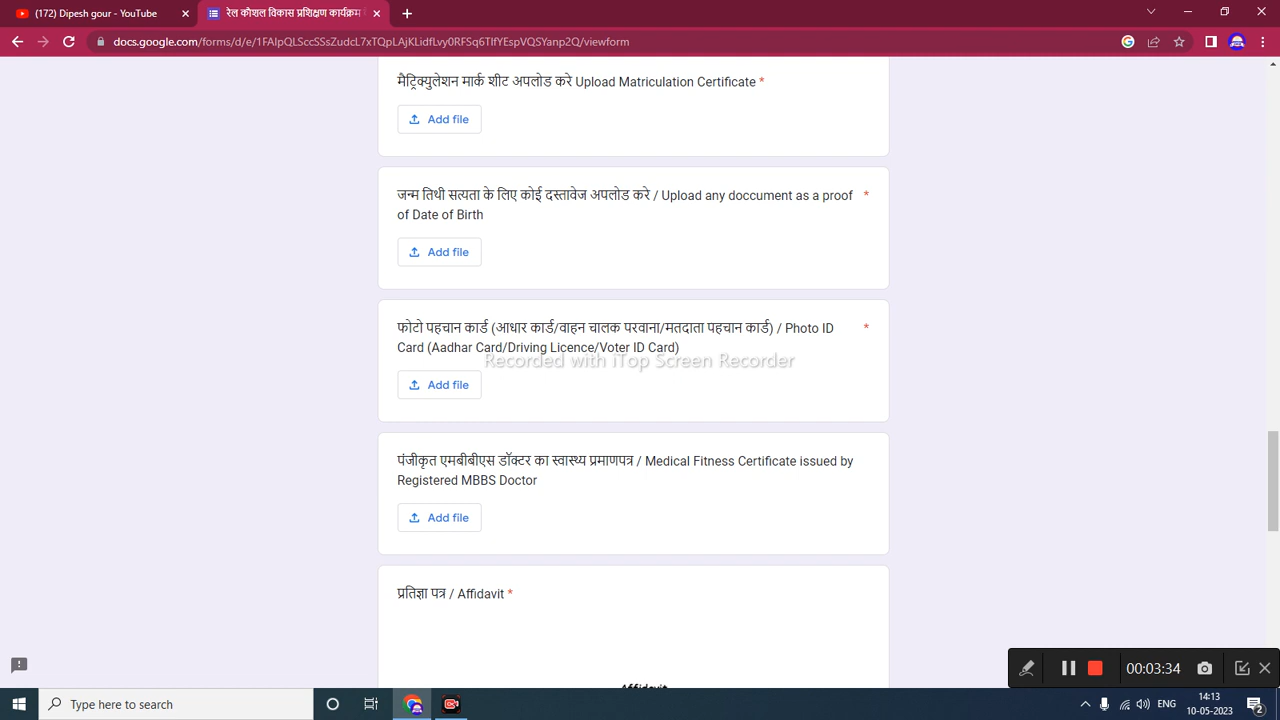 (172) Dipesh gour - YouTube
रेल कौशल विकास प्रशिक्षण कार्यक्रम
docs.google.com/forms/d/e/1FAIpQLSccSSsZudcL7xTQpLAjKLidfLvy0RFSq6TlfYEspVQSYanp2Q/viewform
मैट्रिक्युलेशन मार्क शीट अपलोड करे Upload Matriculation Certificate *
Add file
जन्म तिथी सत्यता के लिए कोई दस्तावेज अपलोड करे / Upload any doccument as a proof *
of Date of Birth
Add file
फोटो पहचान कार्ड (आधार कार्ड/वाहन चालक परवाना/मतदाता पहचान कार्ड) / Photo ID *
Card (Aadhar Card/Driving Licence/Voter ID Card)
Recorded with iTop Screen Recorder
Add file
पंजीकृत एमबीबीएस डॉक्टर का स्वास्थ्य प्रमाणपत्र / Medical Fitness Certificate issued by
Registered MBBS Doctor
Add file
प्रतिज्ञा पत्र / Affidavit *
Affidavit
00:03:34
Type here to search
ENG
14:13
10-05-2023
2